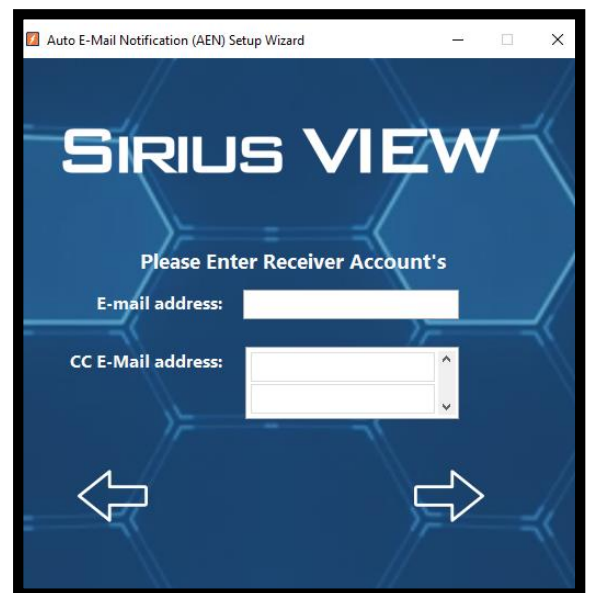 Auto E-Mail Notification (AEN) Setup Wizard
SIRIUS VIEW
Please Enter Receiver Account's
E-mail address:
CC E-Mail address: